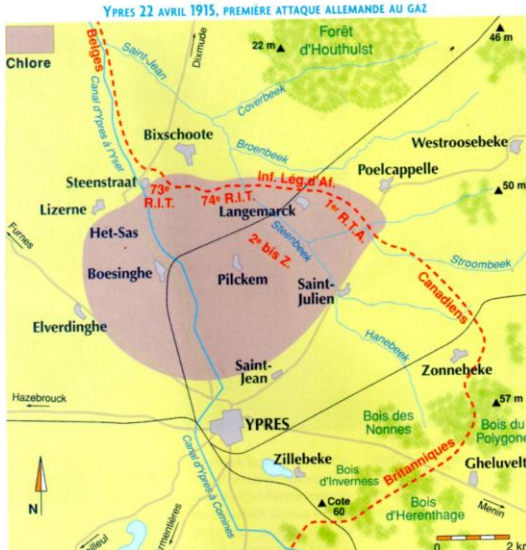 YPRES 22 AVRIL 1915, PREMIÈRE ATTAQUE ALLEMANDE AU GAZ
Chlore
Belges
Canal d'Ypres à l'Yser
Saint-Jean
Dixmude
22 m
Forêt
d'Houthulst
46 m
Coverbeek
Bixschoote
Broenbeek
Westroosebeke
Steenstraat
73e
R.I.T.
74e R.I.T.
Inf. Lég. d'Af.
Poelcappelle
50 m
Lizerne
Langemarck
1er R.T.A.
Het-Sas
Steenbeek
2e bis Z.
Furnes
Boesinghe
Pilckem
Saint-
Julien
Stroombeek
Canadiens
Elverdinghe
Hanebeek
Saint-
Jean
Zonnebeke
Hazebrouck
57 m
YPRES
Bois des
Nonnes
Bois du
Polygone
Canal d'Ypres à Comines
Zillebeke
Britanniques
Gheluvelt
Bois
d'Inverness
N
Cote
60
Menin
Bois
d'Herenthage
0